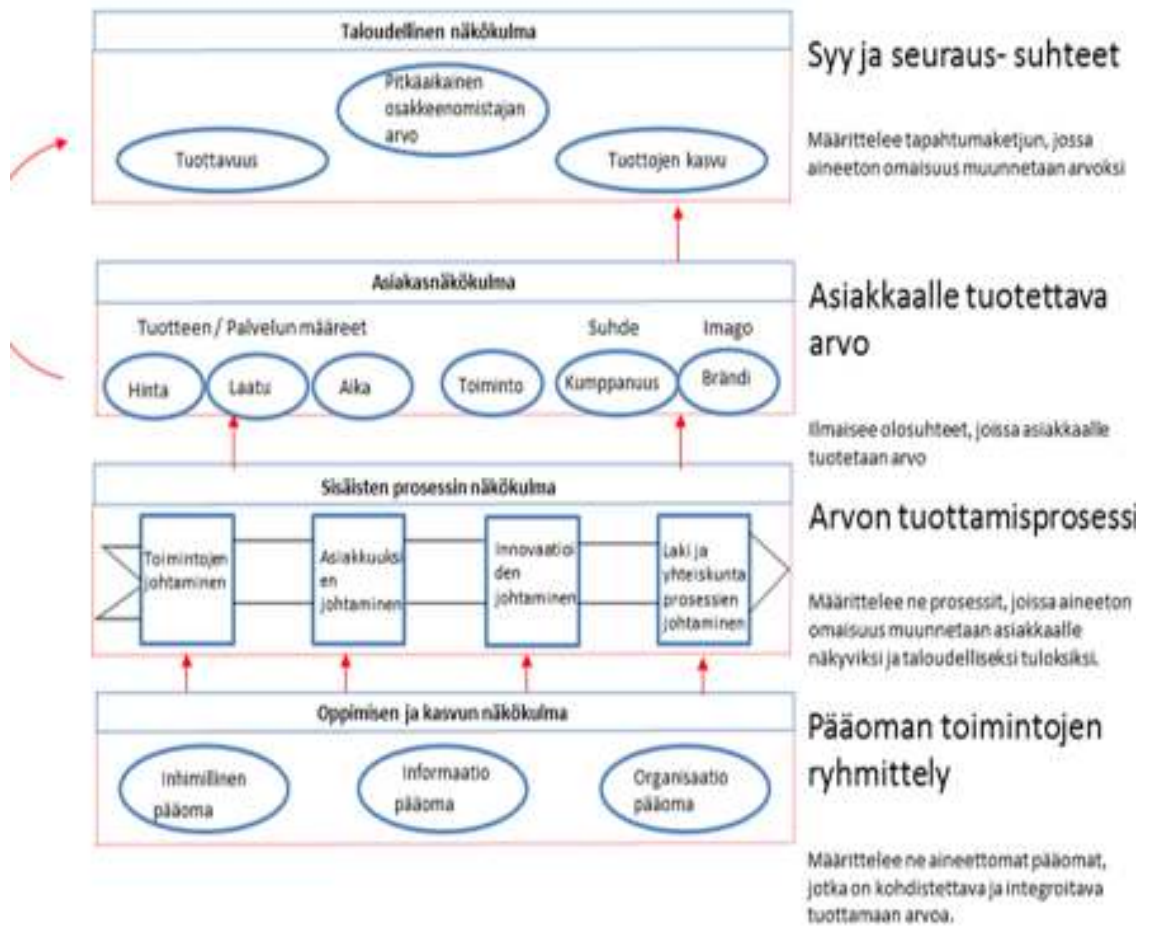 Taloudellinen näkökulma
Pitkäaikainen
osakkeenomistajan
arvo
Tuottavuus
Tuottojen kasvu
Syy ja seuraus- suhteet
Määrittelee tapahtumaketjun, jossa
aineeton omaisuus muunnetaan arvoksi
Asiakasnäkökulma
Tuotteen / Palvelun määreet
Suhde
Imago
Hinta
Laatu
Aika
Toiminto
Kumppanuus
Brändi
Asiakkaalle tuotettava
arvo
Ilmaisee olosuhteet, joissa asiakkaalle
tuotetaan arvo
Sisäisten prosessin näkökulma
Toimintojen
johtaminen
Asiakkuuksi
en
johtaminen
Innovaatioi
den
johtaminen
Laki ja
yhteiskunta
prosessien
johtaminen
Arvon tuottamisprosessi
Määrittelee ne prosessit, joissa aineeton
omaisuus muunnetaan asiakkaalle
näkyviksi ja taloudelliseksi tuloksiksi.
Oppimisen ja kasvun näkökulma
Inhimillinen
pääoma
Informaatio
pääoma
Organisaatio
pääoma
Pääoman toimintojen
ryhmittely
Määrittelee ne aineettomat pääomat,
jotka on kohdistettava ja integroitava
tuottamaan arvoa.